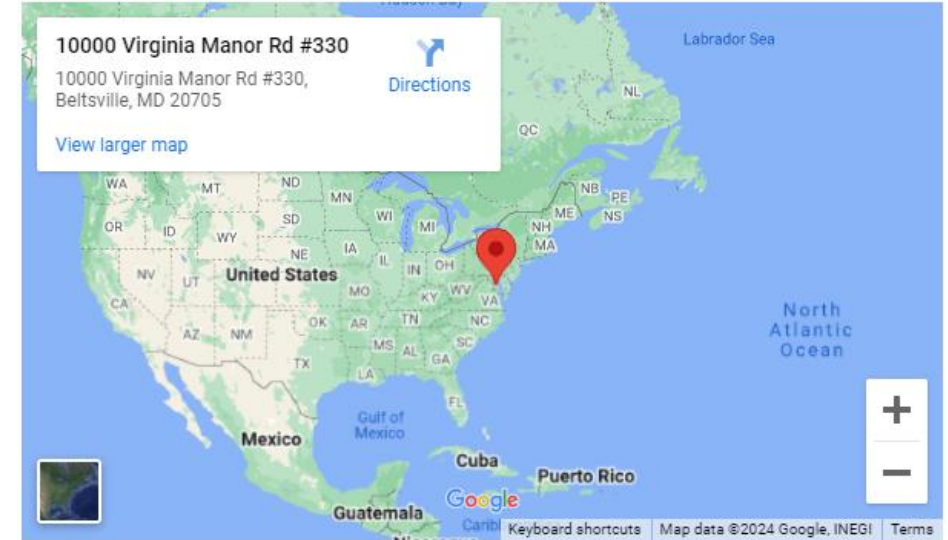 Hudson Bay
10000 Virginia Manor Rd #330
10000 Virginia Manor Rd #330,
Beltsville, MD 20705
Directions
View larger map
Labrador Sea
NL
QC
WA
MT
ND
MN
NB
PE
OR
ID
SD
WI
MI
ME
NS
WY
NH
IA
NE
IL
IN
OH
MA
NV
UT
United States
MO
KY
WV
VA
CA
OK
AR
TN
NC
AZ
NM
MS
AL
GA
SC
TX
LA
FL
North
Atlantic
Ocean
Gulf of
Mexico
Mexico
Cuba
Puerto Rico
Google
Guatemala
Keyboard shortcuts
Map data ©2024 Google, INEGI
Terms